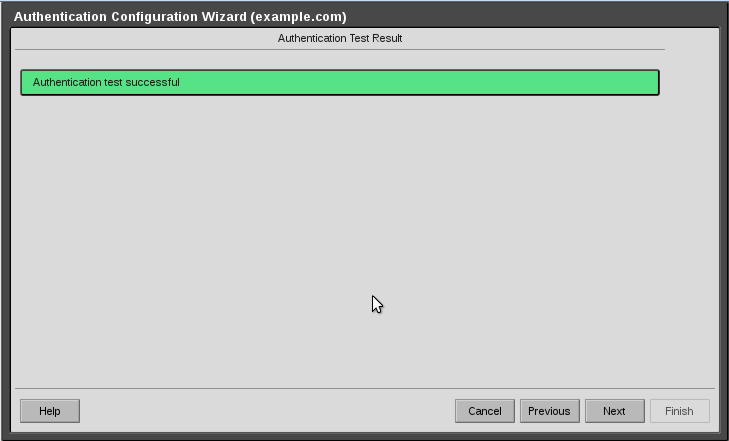 Authentication Configuration Wizard (example.com)
Authentication Test Result
Authentication test successful
Help
Cancel
Previous
Next
Finish